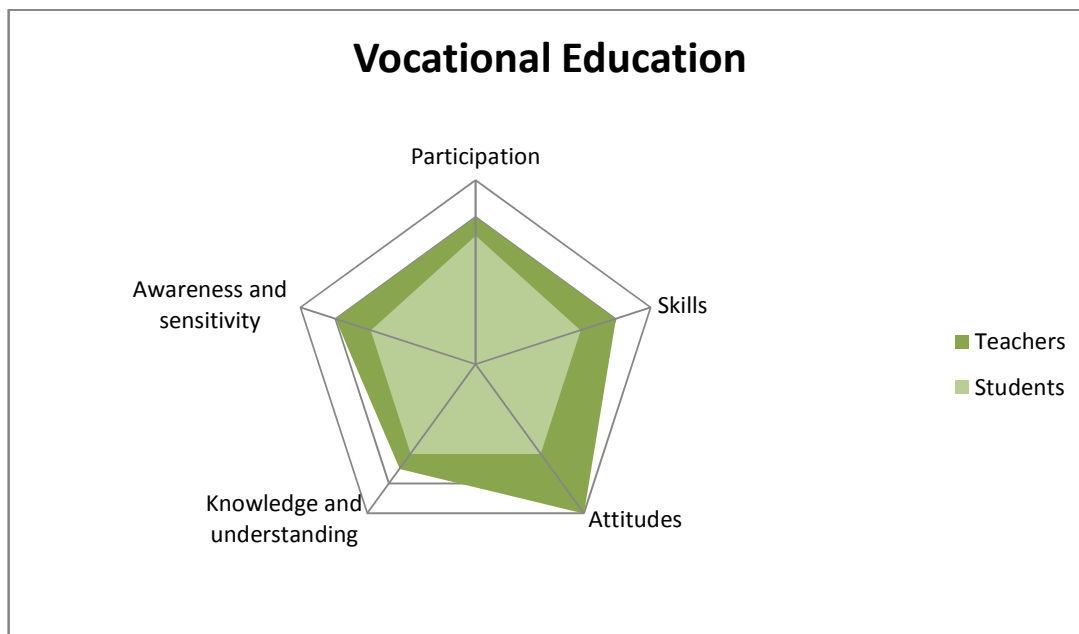 Vocational Education
Participation
Skills
Awareness and
sensitivity
Teachers
Students
Knowledge and
understanding
Attitudes